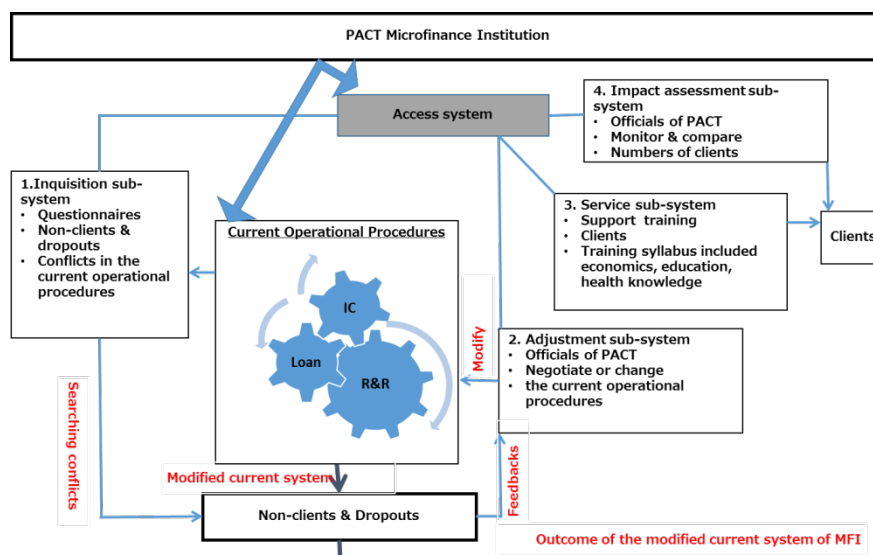 PACT Microfinance Institution
Access system
4. Impact assessment sub-
system
• Officials of PACT
• Monitor & compare
• Numbers of clients
1.Inquisition sub-
system
• Questionnaires
• Non-clients &
dropouts
• Conflicts in the
current operational
procedures
3. Service sub-system
• Support training
• Clients
• Training syllabus included
economics, education,
health knowledge
Clients
Current Operational Procedures
IC
Loan
R&R
Modify
2. Adjustment sub-system
• Officials of PACT
• Negotiate or change
• the current operational
procedures
Searching conflicts
Modified current system
Feedbacks
Non-clients & Dropouts
Outcome of the modified current system of MFI